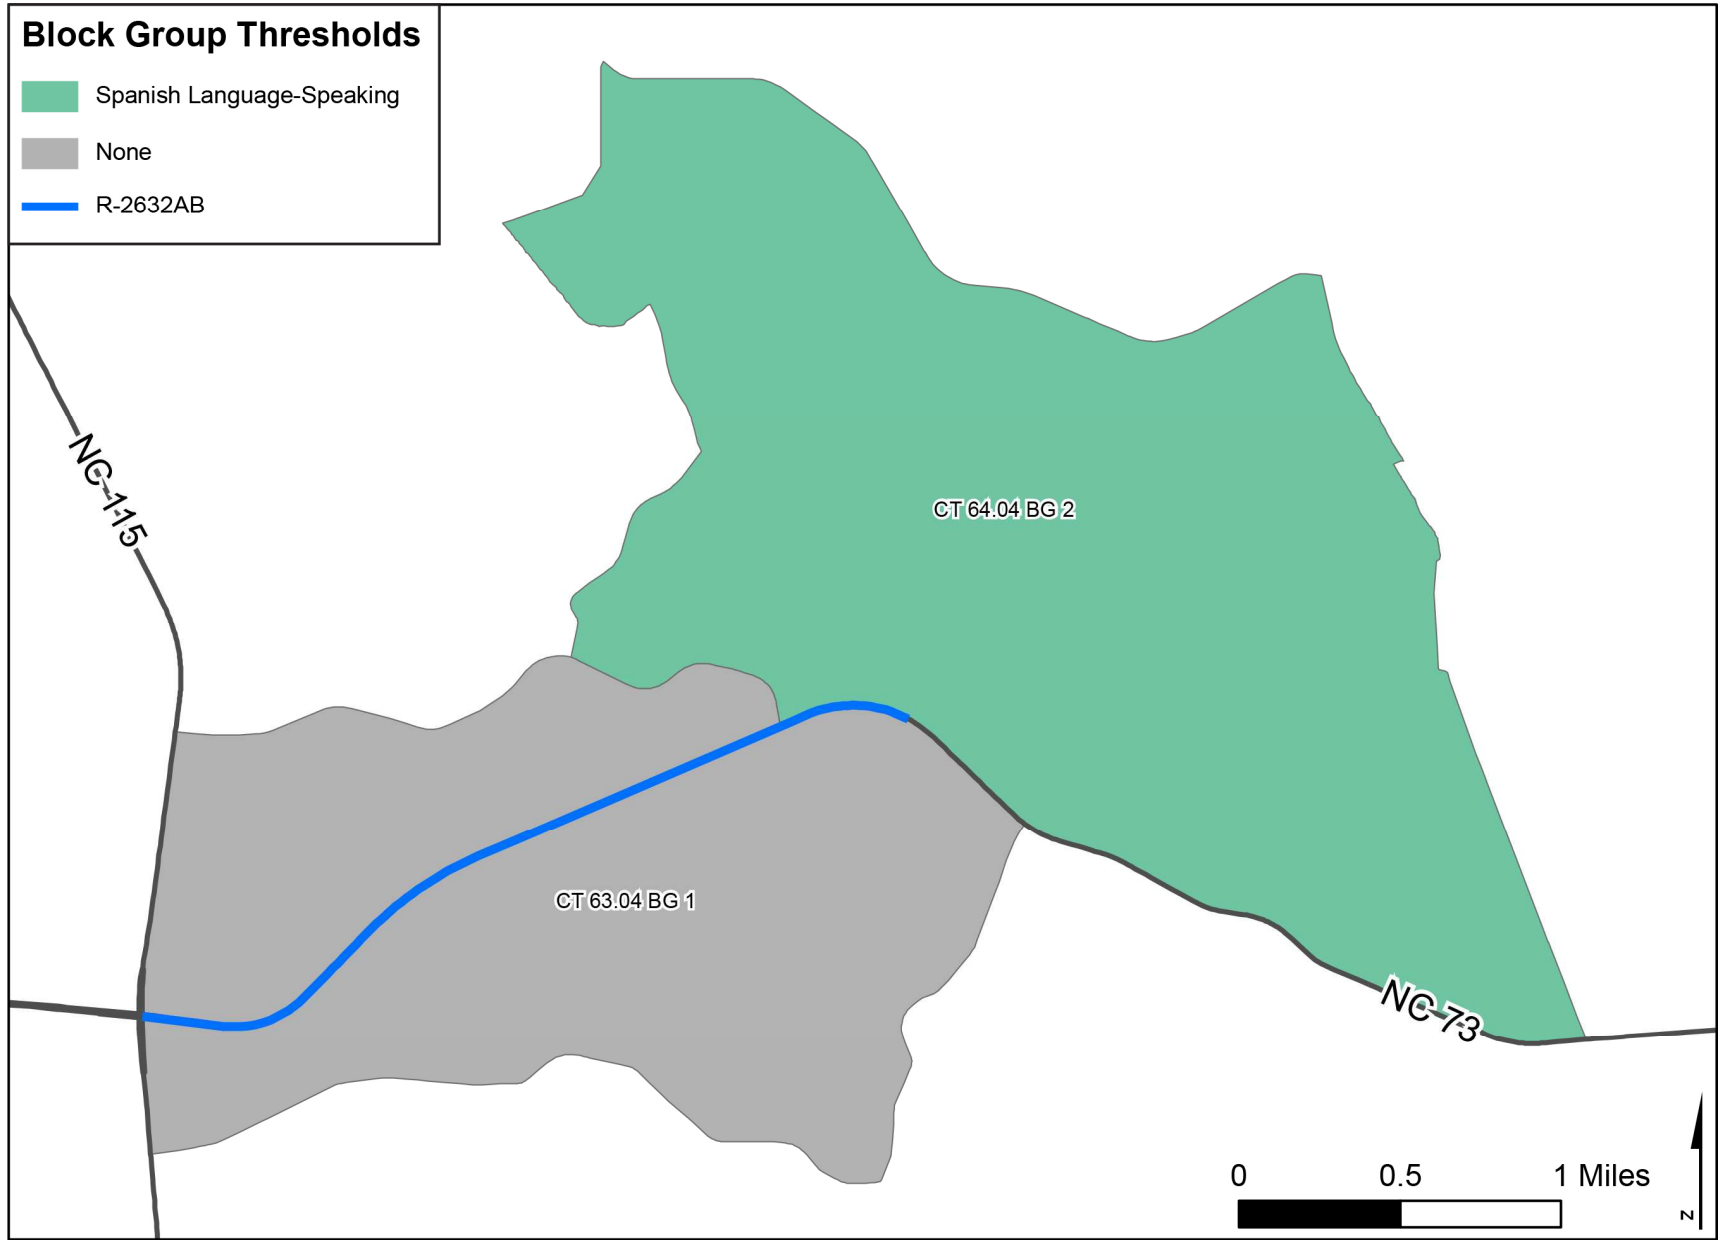 Block Group Thresholds
Spanish Language-Speaking
None
R-2632AB
NC 115
CT 64.04 BG 2
CT 63.04 BG 1
NC 73
0 0.5 1 Miles
N